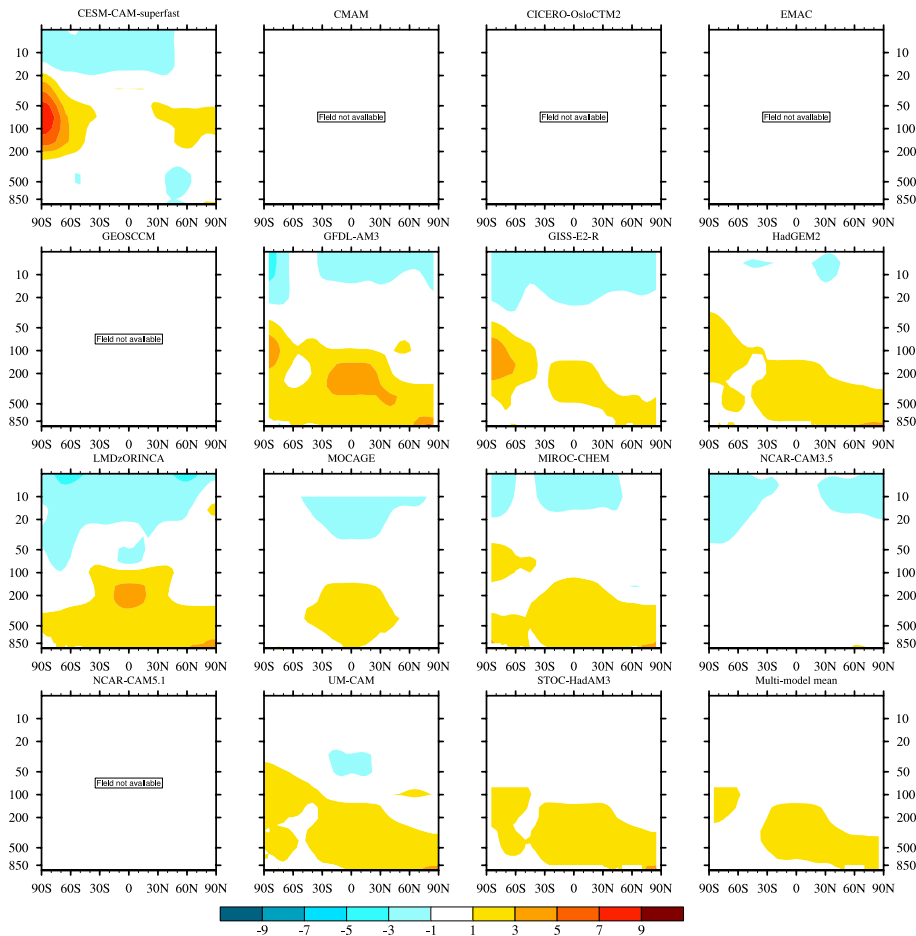 CESM-CAM-superfast CMAM CICERO-OsloCTM2 EMAC
10 10
20 20
50 Field not available Field not available Field not available 50
100 100
200 200
500 500
850 850
90S 60S 30S 0 30N 60N 90N 90S 60S 30S 0 30N 60N 90N 90S 60S 30S 0 30N 60N 90N 90S 60S 30S 0 30N 60N 90N
GEOSCCM GFDL-AM3 GISS-E2-R HadGEM2
10 10
20 20
50 50
Field not available
100 100
200 200
500 500
850 850
90S 60S 30S 0 30N 60N 90N 90S 60S 30S 0 30N 60N 90N 90S 60S 30S 0 30N 60N 90N 90S 60S 30S 0 30N 60N 90N
LMDzORINCA MOCAGE MIROC-CHEM NCAR-CAM3.5
10 10
20 20
50 50
100 100
200 200
500 500
850 850
90S 60S 30S 0 30N 60N 90N 90S 60S 30S 0 30N 60N 90N 90S 60S 30S 0 30N 60N 90N 90S 60S 30S 0 30N 60N 90N
NCAR-CAM5.1 UM-CAM STOC-HadAM3 Multi-model mean
10 10
20 20
50 50
Field not available
100 100
200 200
500 500
850 850
90S 60S 30S 0 30N 60N 90N 90S 60S 30S 0 30N 60N 90N 90S 60S 30S 0 30N 60N 90N 90S 60S 30S 0 30N 60N 90N
-9 -7 -5 -3 -1 1 3 5 7 9